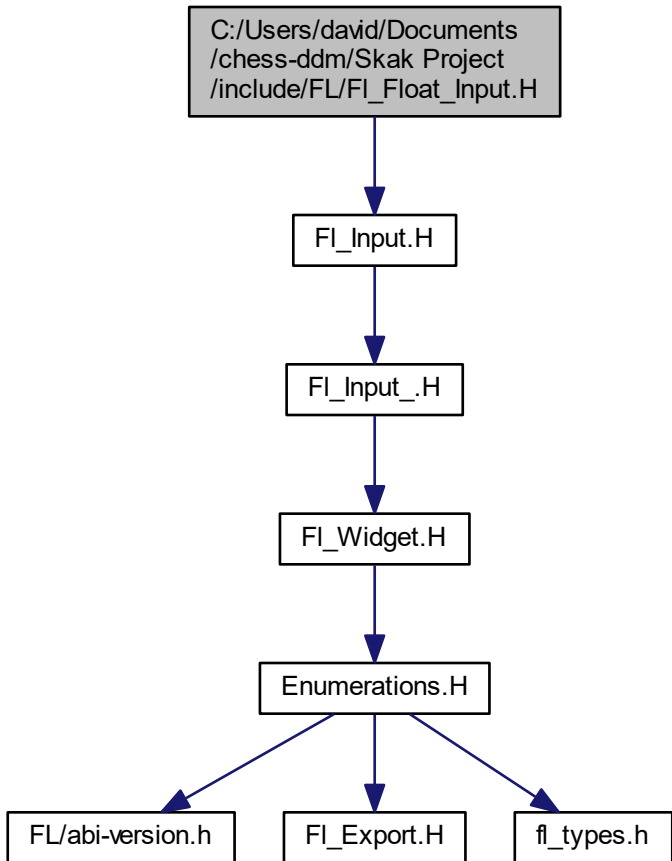 C:/Users/david/Documents
/chess-ddm/Skak Project
/include/FL/Fl_Float_Input.H
Fl_Input.H
Fl_Input_.H
Fl_Widget.H
Enumerations.H
FL/abi-version.h
Fl_Export.H
fl_types.h